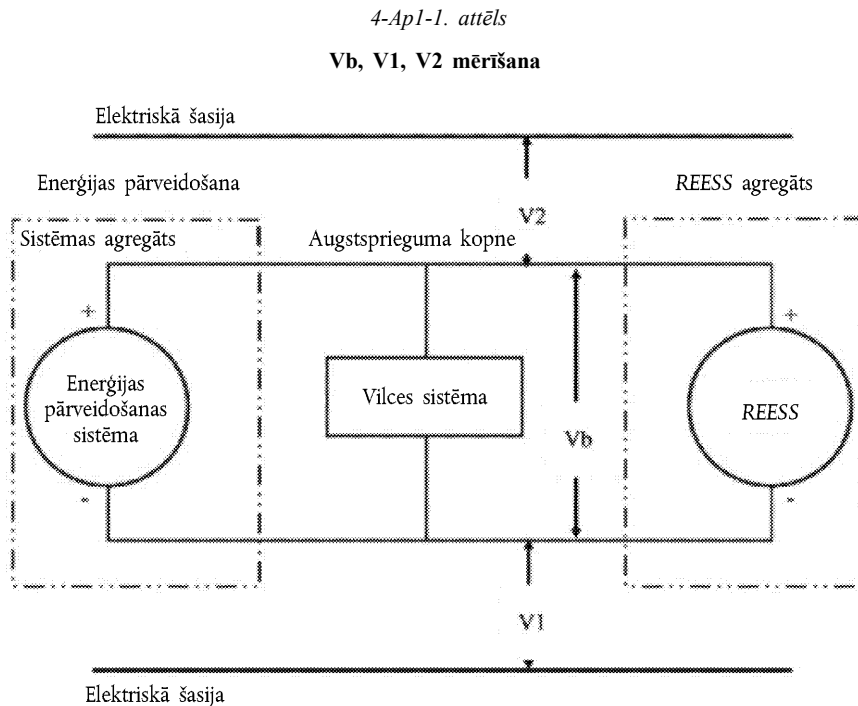 4-Ap1-1. attēls
Vb, V1, V2 mērīšana
Elektriskā šasija
Enerģijas pārveidošana
REESS agregāts
V2
Sistēmas agregāts
Augstsprieguma kopne
+
+
Enerģijas
pārveidošanas
sistēma
Vilces sistēma
REESS
Vb
-
-
V1
Elektriskā šasija